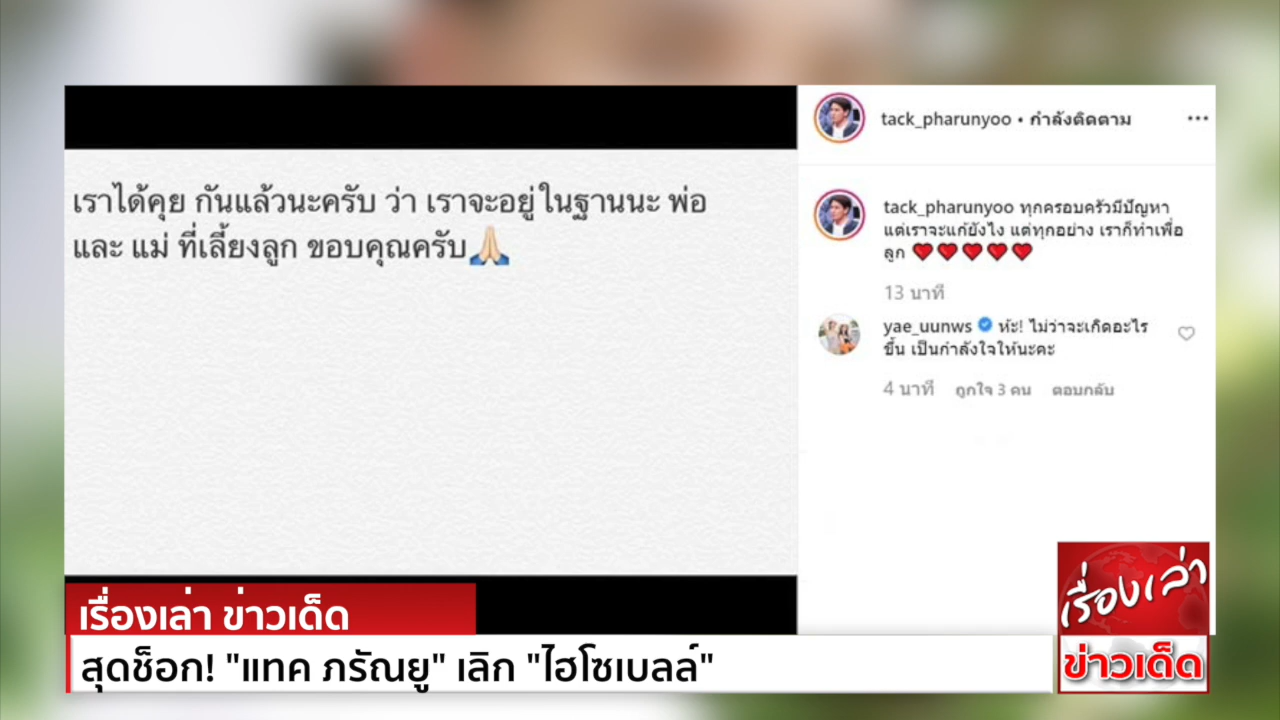 เราได้คุย กันแล้วนะครับ ว่า เราจะอยู่ในฐานนะ พ่อ
และ แม่ ที่เลี้ยงลูก ขอบคุณครับ🙏🏻
tack_pharunyoo • กำลังติดตาม
tack_pharunyoo ทุกครอบครัวมีปัญหา
แต่เราจะแก้ยังไง แต่ทุกอย่าง เราก็ทำเพื่อ
ลูก ❤️❤️❤️❤️❤️
13 นาที
yae_uunws ห้ะ! ไม่ว่าจะเกิดอะไร
ขึ้น เป็นกำลังใจให้นะคะ
4 นาที ถูกใจ 3 คน ตอบกลับ
เรื่องเล่า ข่าวเด็ด
สุดช็อก! "แทค ภรัณยู" เลิก "ไฮโซเบลล์"
เรื่องเล่า
ข่าวเด็ด